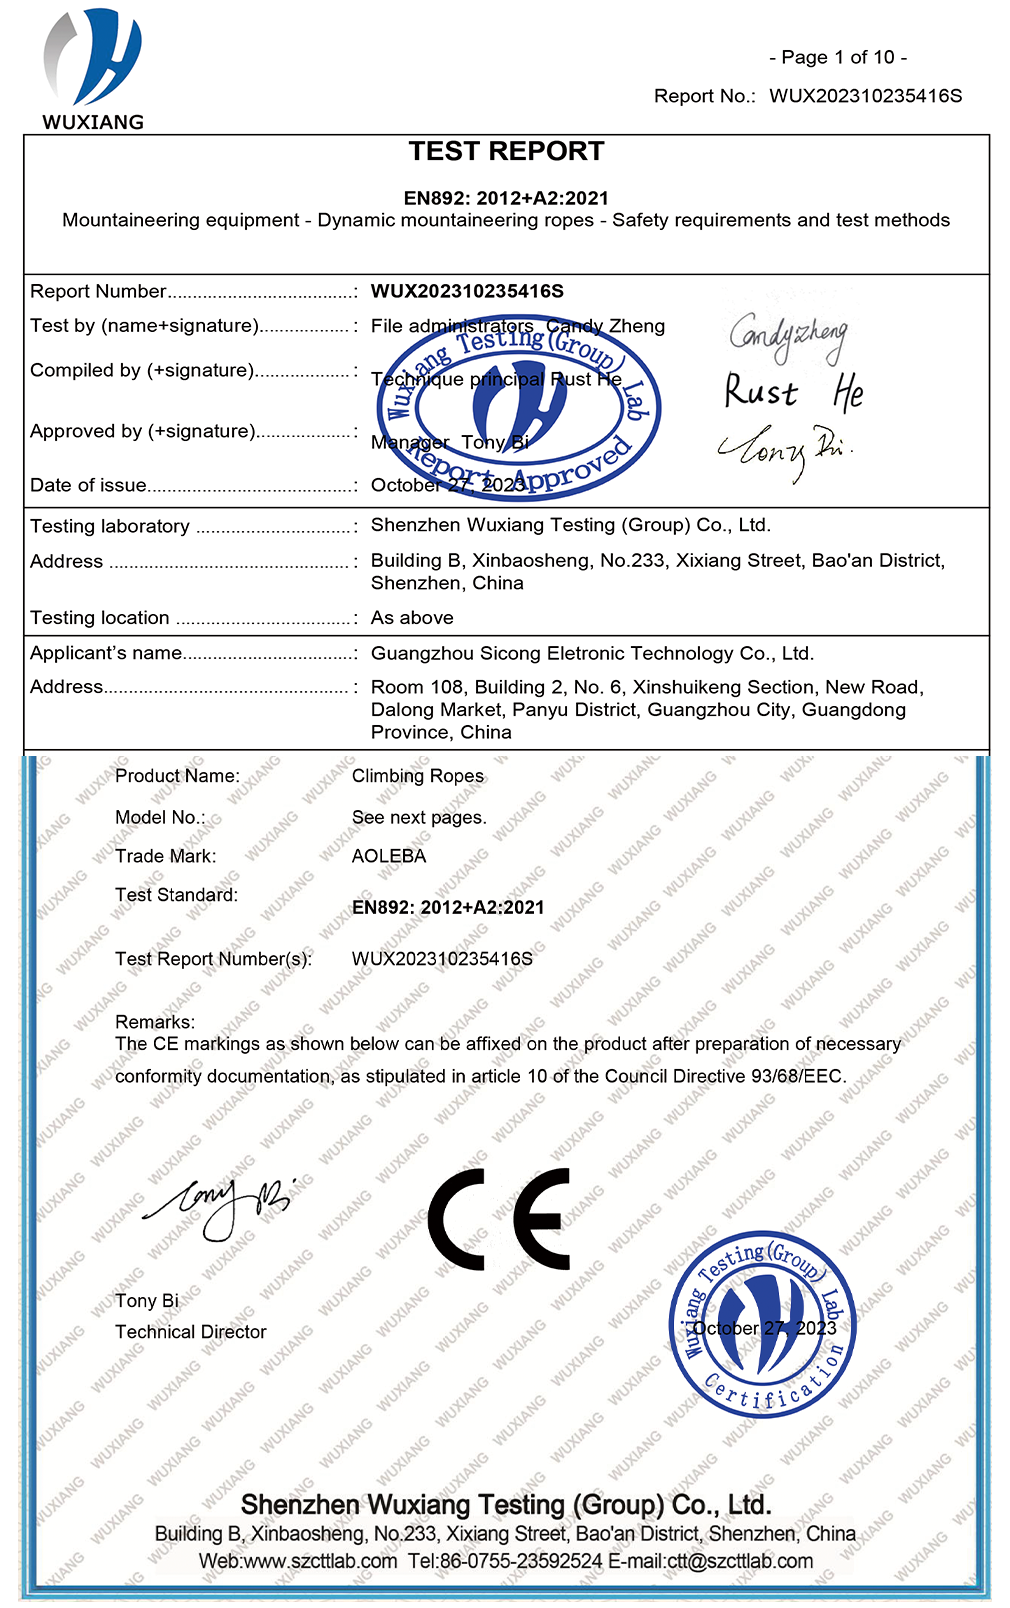 WUXIANG
- Page 1 of 10 -
Report No.: WUX202310235416S
TEST REPORT
EN892: 2012+A2:2021
Mountaineering equipment - Dynamic mountaineering ropes - Safety requirements and test methods
Report Number.....................................: WUX202310235416S
Test by (name+signature)..................: File administrators Candy Zheng Candyzheng
Compiled by (+signature)...................: Technique principal Rust He Rust He
Approved by (+signature)...................: Manager Tony Bi Tony Bi.
Date of issue.........................................: October 27, 2023
Wuxiang Testing(Group) Lab
Report Approved
Testing laboratory ...............................: Shenzhen Wuxiang Testing (Group) Co., Ltd.
Address ................................................: Building B, Xinbaosheng, No.233, Xixiang Street, Bao'an District,
Shenzhen, China
Testing location ...................................: As above
Applicant’s name..................................: Guangzhou Sicong Eletronic Technology Co., Ltd.
Address.................................................: Room 108, Building 2, No. 6, Xinshuikeng Section, New Road,
Dalong Market, Panyu District, Guangzhou City, Guangdong
Province, China
Product Name: Climbing Ropes
Model No.: See next pages.
Trade Mark: AOLEBA
Test Standard:
EN892: 2012+A2:2021
Test Report Number(s): WUX202310235416S
Remarks:
The CE markings as shown below can be affixed on the product after preparation of necessary
conformity documentation, as stipulated in article 10 of the Council Directive 93/68/EEC.
Tony Bi
CE
Wuxiang Testing(Group) Lab
Tony Bi
October 27, 2023
Technical Director
Certification
Shenzhen Wuxiang Testing (Group) Co., Ltd.
Building B, Xinbaosheng, No.233, Xixiang Street, Bao'an District, Shenzhen, China
Web:www.szcttlab.com Tel:86-0755-23592524 E-mail:ctt@szcttlab.com